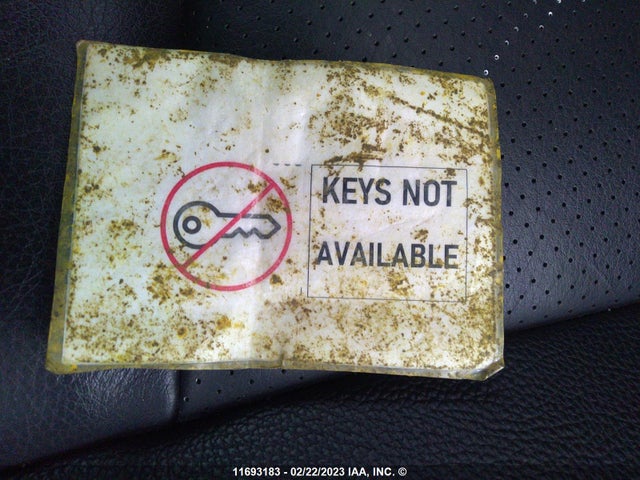 KEYS NOT
AVAILABLE
11693183 - 02/22/2023 IAA, INC. ©